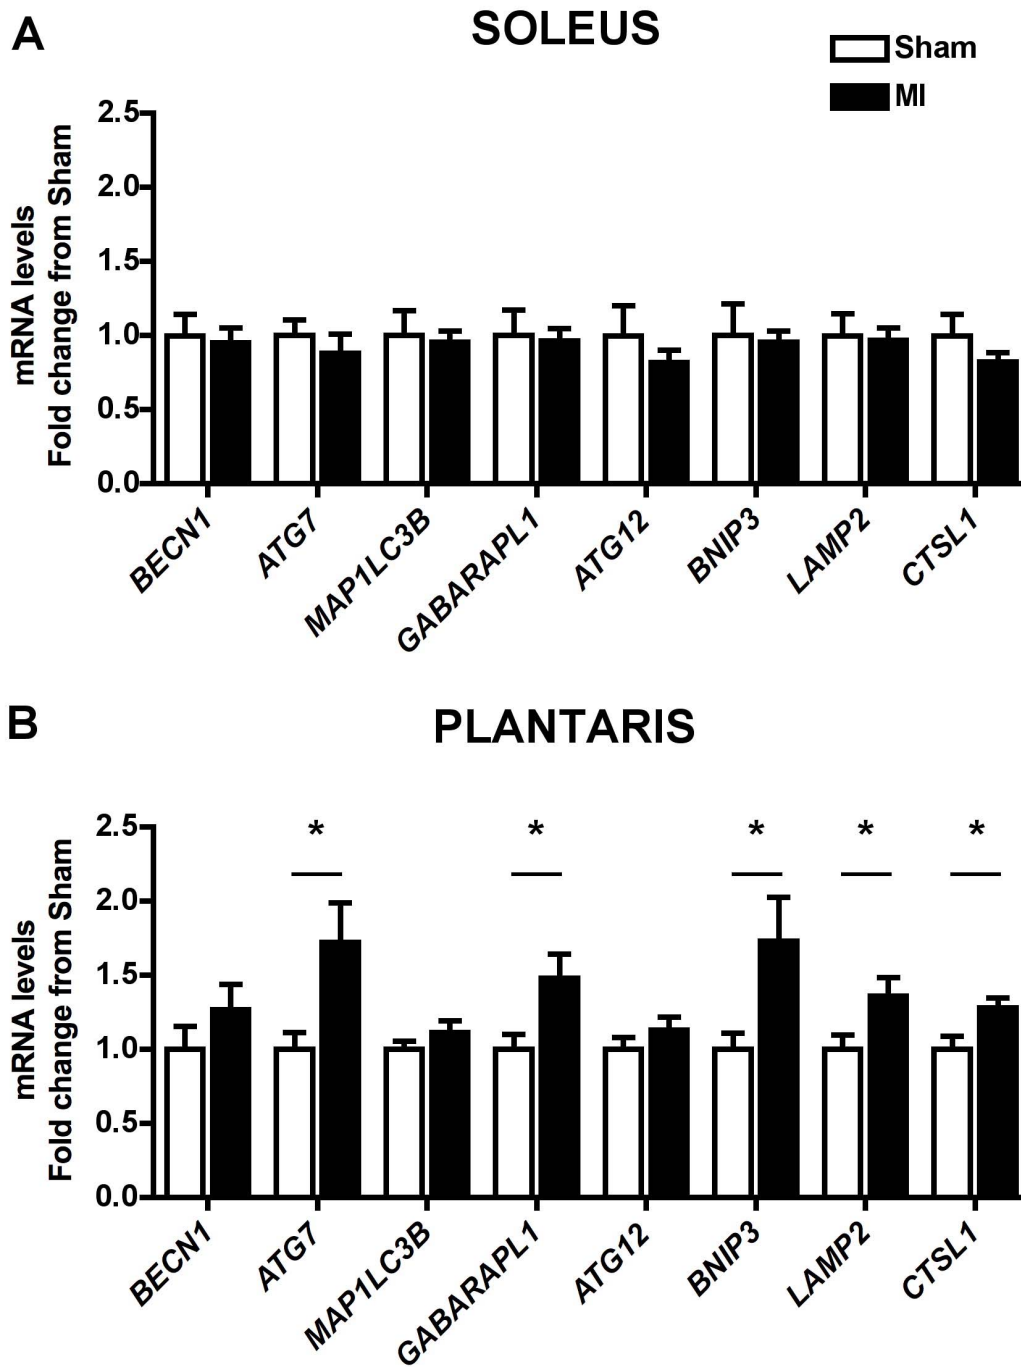 A
SOLEUS
Sham
MI
mRNA levels
Fold change from Sham
2.5
2.0
1.5
1.0
0.5
0.0
BECN1
ATG7
MAP1LC3B
GABARAPL1
ATG12
BNIP3
LAMP2
CTSL1
B
PLANTARIS
mRNA levels
Fold change from Sham
2.5
2.0
1.5
1.0
0.5
0.0
* * * * *
BECN1
ATG7
MAP1LC3B
GABARAPL1
ATG12
BNIP3
LAMP2
CTSL1